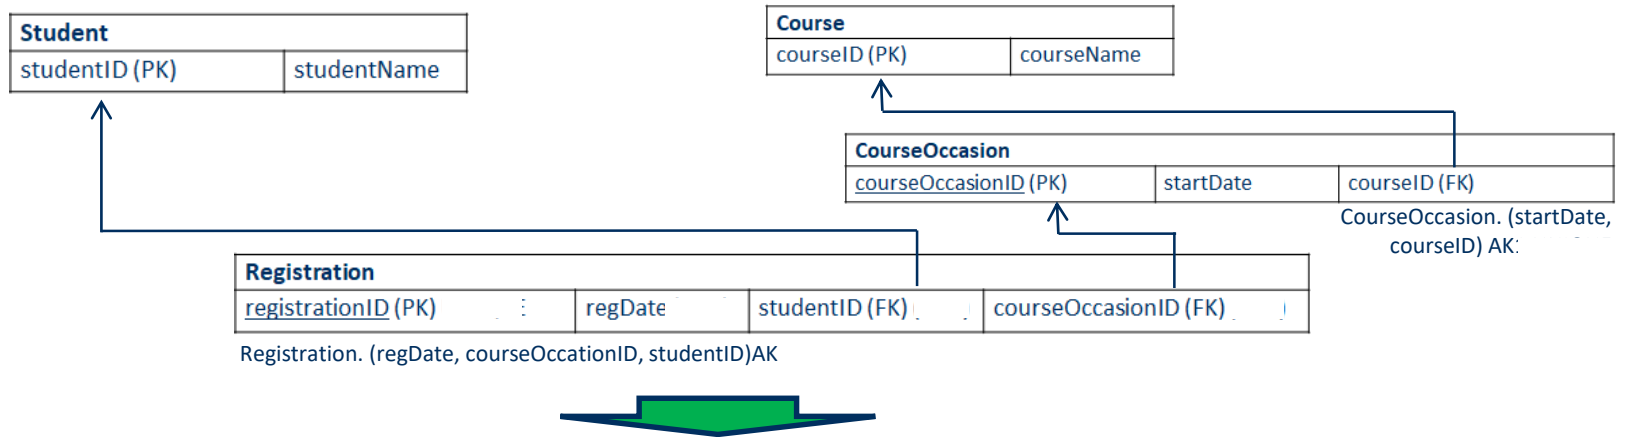 Student
studentID (PK) studentName
Course
courseID (PK) courseName
CourseOccasion
courseOccasionID (PK) startDate courseID (FK)
CourseOccasion. (startDate,
courseID) AK
Registration
registrationID (PK) regDate studentID (FK) courseOccasionID (FK)
Registration. (regDate, courseOccationID, studentID)AK